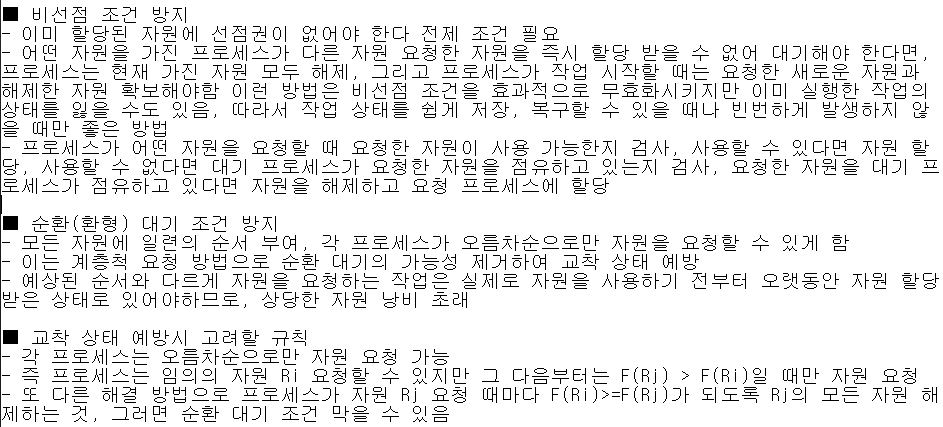 ■ 비선점 조건 방지
- 이미 할당된 자원에 선점권이 없어야 한다 전제 조건 필요
- 어떤 자원을 가진 프로세스가 다른 자원 요청한 자원을 즉시 할당 받을 수 없어 대기해야 한다면,
프로세스는 현재 가진 자원 모두 해제, 그리고 프로세스가 작업 시작할 때는 요청한 새로운 자원과
해제한 자원 확보해야함 이런 방법은 비선점 조건을 효과적으로 무효화시키지만 이미 실행한 작업의
상태를 잃을 수도 있음, 따라서 작업 상태를 쉽게 저장, 복구할 수 있을 때나 빈번하게 발생하지 않
을 때만 좋은 방법
- 프로세스가 어떤 자원을 요청할 때 요청한 자원이 사용 가능한지 검사, 사용할 수 있다면 자원 할
당, 사용할 수 없다면 대기 프로세스가 요청한 자원을 점유하고 있는지 검사, 요청한 자원을 대기 프
로세스가 점유하고 있다면 자원을 해제하고 요청 프로세스에 할당
■ 순환(환형) 대기 조건 방지
- 모든 자원에 일련의 순서 부여, 각 프로세스가 오름차순으로만 자원을 요청할 수 있게 함
- 이는 계층척 요청 방법으로 순환 대기의 가능성 제거하여 교착 상태 예방
- 예상된 순서와 다르게 자원을 요청하는 작업은 실제로 자원을 사용하기 전부터 오랫동안 자원 할당
받은 상태로 있어야하므로, 상당한 자원 낭비 초래
■ 교착 상태 예방시 고려할 규칙
- 각 프로세스는 오름차순으로만 자원 요청 가능
- 즉 프로세스는 임의의 자원 Ri 요청할 수 있지만 그 다음부터는 F(Rj) > F(Ri)일 때만 자원 요청
- 또 다른 해결 방법으로 프로세스가 자원 Rj 요청 때마다 F(Ri)>=F(Rj)가 되도록 Rj의 모든 자원 해
제하는 것, 그러면 순환 대기 조건 막을 수 있음